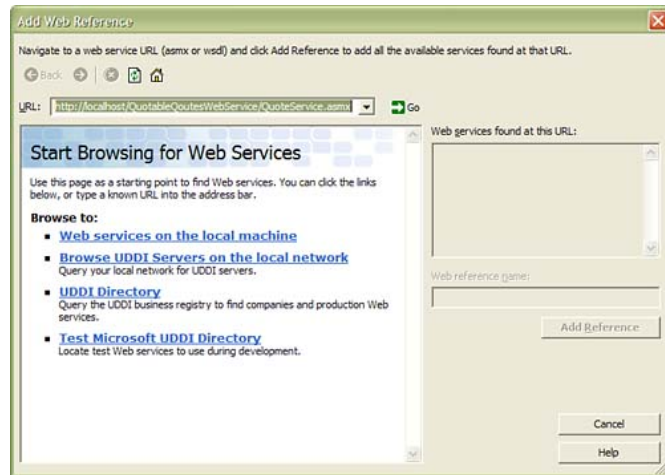 Add Web Reference
Navigate to a web service URL (asmx or wsdl) and click Add Reference to add all the available services found at that URL.
Back
URL: http://localhost/QuotableQoutesWebService/QuoteService.asmx Go
Start Browsing for Web Services
Use this page as a starting point to find Web services. You can click the links
below, or type a known URL into the address bar.
Browse to:
Web services on the local machine
Browse UDDI Servers on the local network
Query your local network for UDDI servers.
UDDI Directory
Query the UDDI business registry to find companies and production Web
services.
Test Microsoft UDDI Directory
Locate test Web services to use during development.
Web services found at this URL:
Web reference name:
Add Reference
Cancel
Help